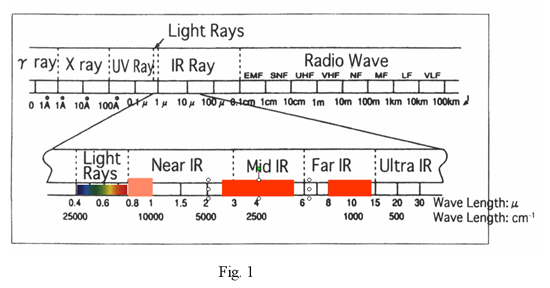 Light Rays
γ ray X ray UV Ray IR Ray Radio Wave
EMF SNF UHF VHF NF MF LF VLF
0 1Å 1Å 10Å 100Å 0.1μ 1μ 10μ 100μ 0.1cm 1cm 10cm 1m 10m 100m 1km 10km 100km
Light Rays Near IR Mid IR Far IR Ultra IR
0.4 0.6 0.8 1 1.5 2 3 4 6 8 10 15 20 30 Wave Length: μ
25000 10000 5000 2500 1000 500 Wave Length: cm⁻¹
Fig. 1